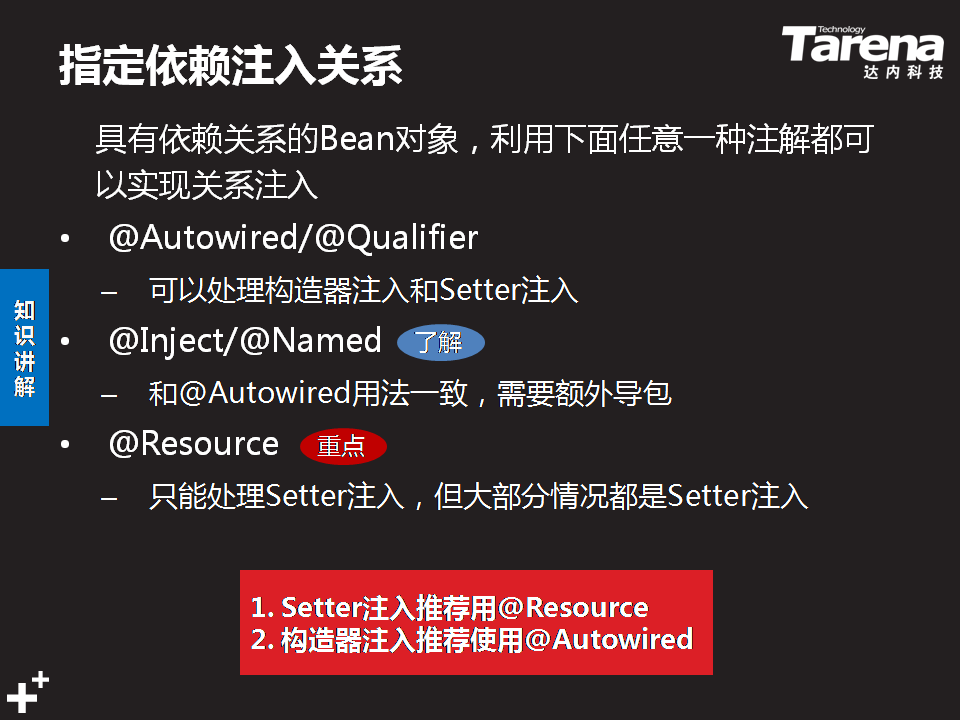 指定依赖注入关系
Technology
Tarena
达内科技
具有依赖关系的Bean对象，利用下面任意一种注解都可
以实现关系注入
• @Autowired/@Qualifier
– 可以处理构造器注入和Setter注入
• @Inject/@Named 了解
– 和@Autowired用法一致，需要额外导包
• @Resource 重点
– 只能处理Setter注入，但大部分情况都是Setter注入
知识讲解
1. Setter注入推荐用@Resource
2. 构造器注入推荐使用@Autowired